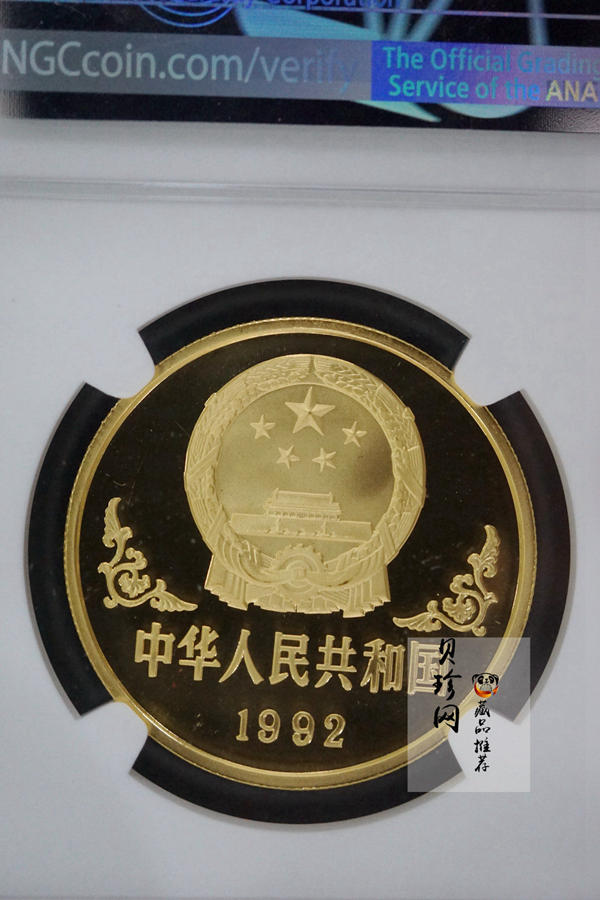 NGCcoin.com/verify
The Official Grading
Service of the ANA
中华人民共和国
1992
贝珍网
藏品推荐